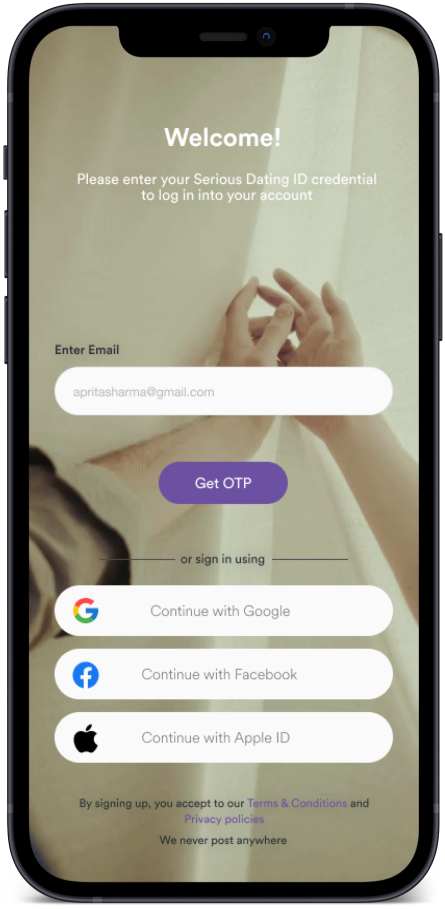 Welcome!
Please enter your Serious Dating ID credential
to log in into your account
Enter Email
apritasharma@gmail.com
Get OTP
or sign in using
Continue with Google
Continue with Facebook
Continue with Apple ID
By signing up, you accept to our Terms & Conditions and
Privacy policies
We never post anywhere